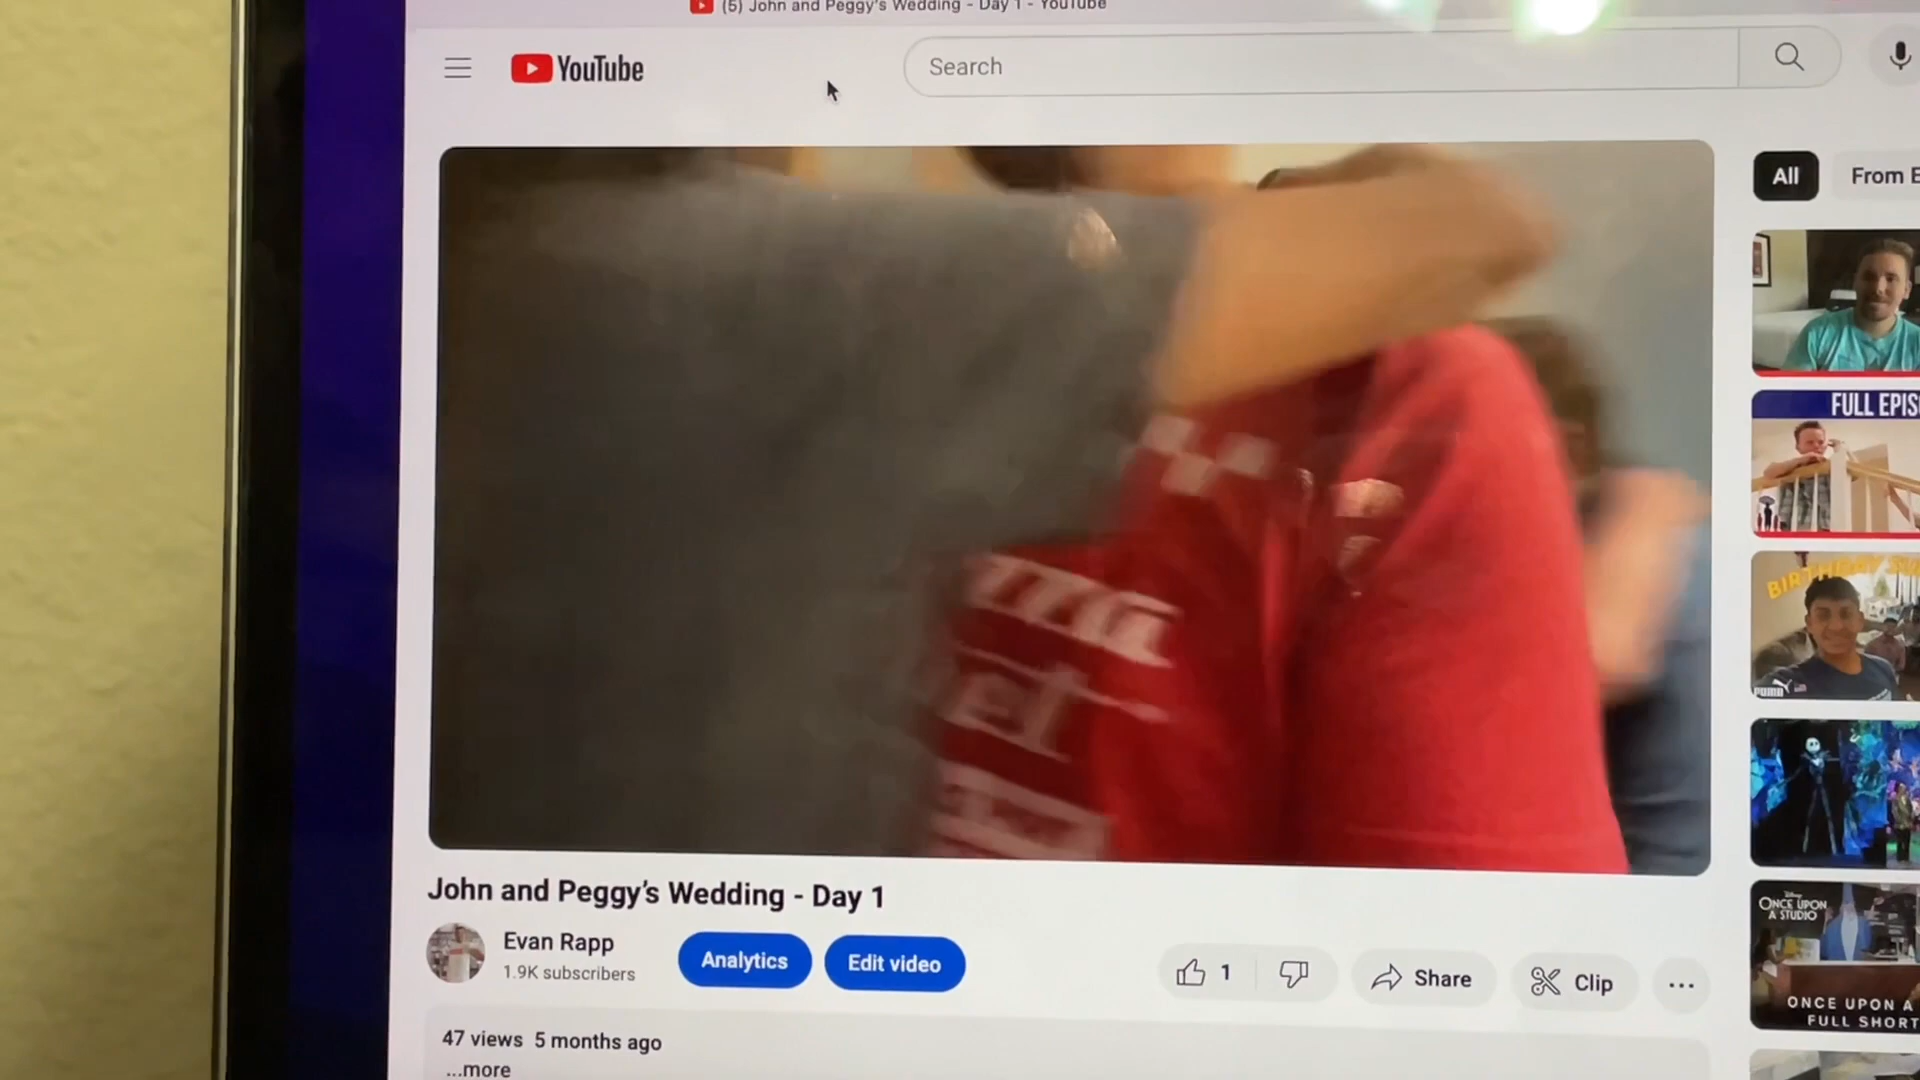 (5) John and Peggy's Wedding - Day 1 - YouTube
YouTube
Search
All
From
FULL
BIRTHDAY
PUMA
Disney
ONCE UPON
A STUDIO
ONCE UPON A
FULL SHORT
John and Peggy's Wedding - Day 1
Evan Rapp
1.9K subscribers
Analytics
Edit video
1
Share
Clip
47 views 5 months ago
...more